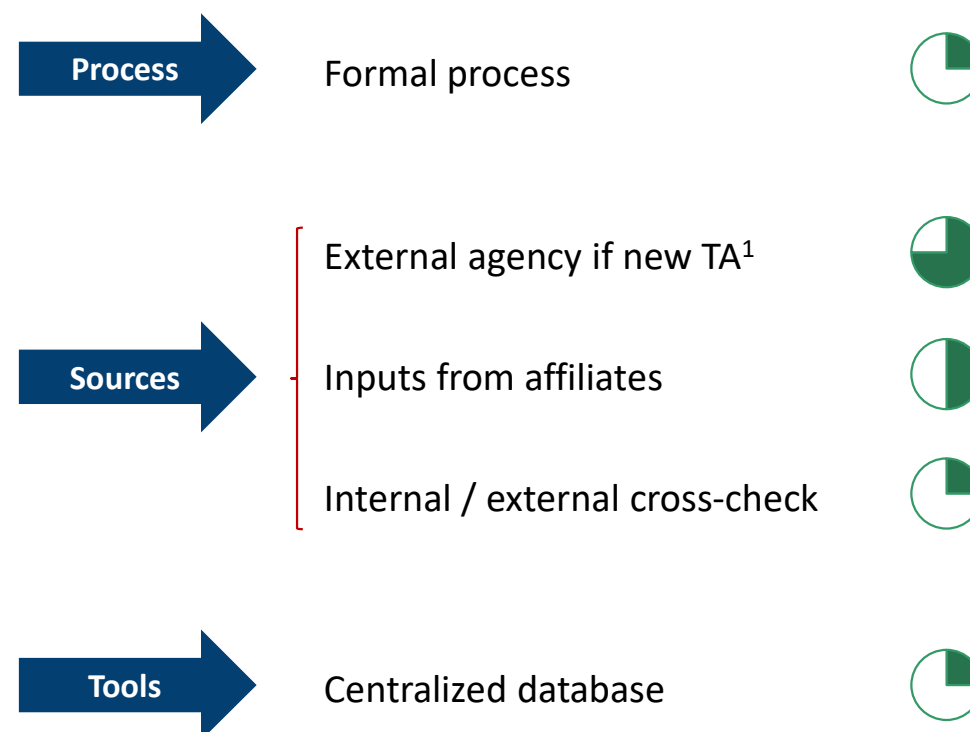 Process
Formal process
External agency if new TA¹
Sources
Inputs from affiliates
Internal / external cross-check
Tools
Centralized database